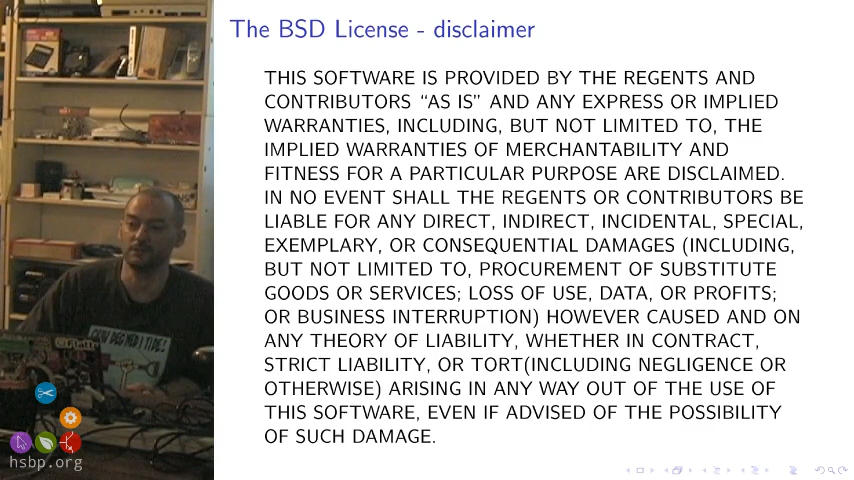 The BSD License - disclaimer
THIS SOFTWARE IS PROVIDED BY THE REGENTS AND
CONTRIBUTORS “AS IS” AND ANY EXPRESS OR IMPLIED
WARRANTIES, INCLUDING, BUT NOT LIMITED TO, THE
IMPLIED WARRANTIES OF MERCHANTABILITY AND
FITNESS FOR A PARTICULAR PURPOSE ARE DISCLAIMED.
IN NO EVENT SHALL THE REGENTS OR CONTRIBUTORS BE
LIABLE FOR ANY DIRECT, INDIRECT, INCIDENTAL, SPECIAL,
EXEMPLARY, OR CONSEQUENTIAL DAMAGES (INCLUDING,
BUT NOT LIMITED TO, PROCUREMENT OF SUBSTITUTE
GOODS OR SERVICES; LOSS OF USE, DATA, OR PROFITS;
OR BUSINESS INTERRUPTION) HOWEVER CAUSED AND ON
ANY THEORY OF LIABILITY, WHETHER IN CONTRACT,
STRICT LIABILITY, OR TORT(INCLUDING NEGLIGENCE OR
OTHERWISE) ARISING IN ANY WAY OUT OF THE USE OF
THIS SOFTWARE, EVEN IF ADVISED OF THE POSSIBILITY
OF SUCH DAMAGE.
hsbp.org